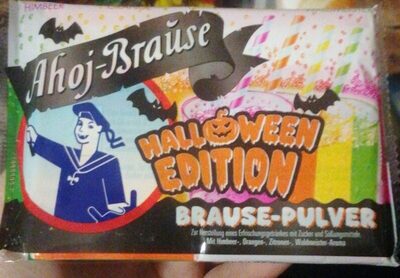 HIMBEER
Ahoj-Brause
HALLOWEEN
EDITION
BRAUSE-PULVER
Zur Herstellung eines Erfrischungsgetränkes mit Zucker und Süßungsmitteln.
Mit Himbeer-, Orangen-, Zitronen-, Waldmeister-Aroma